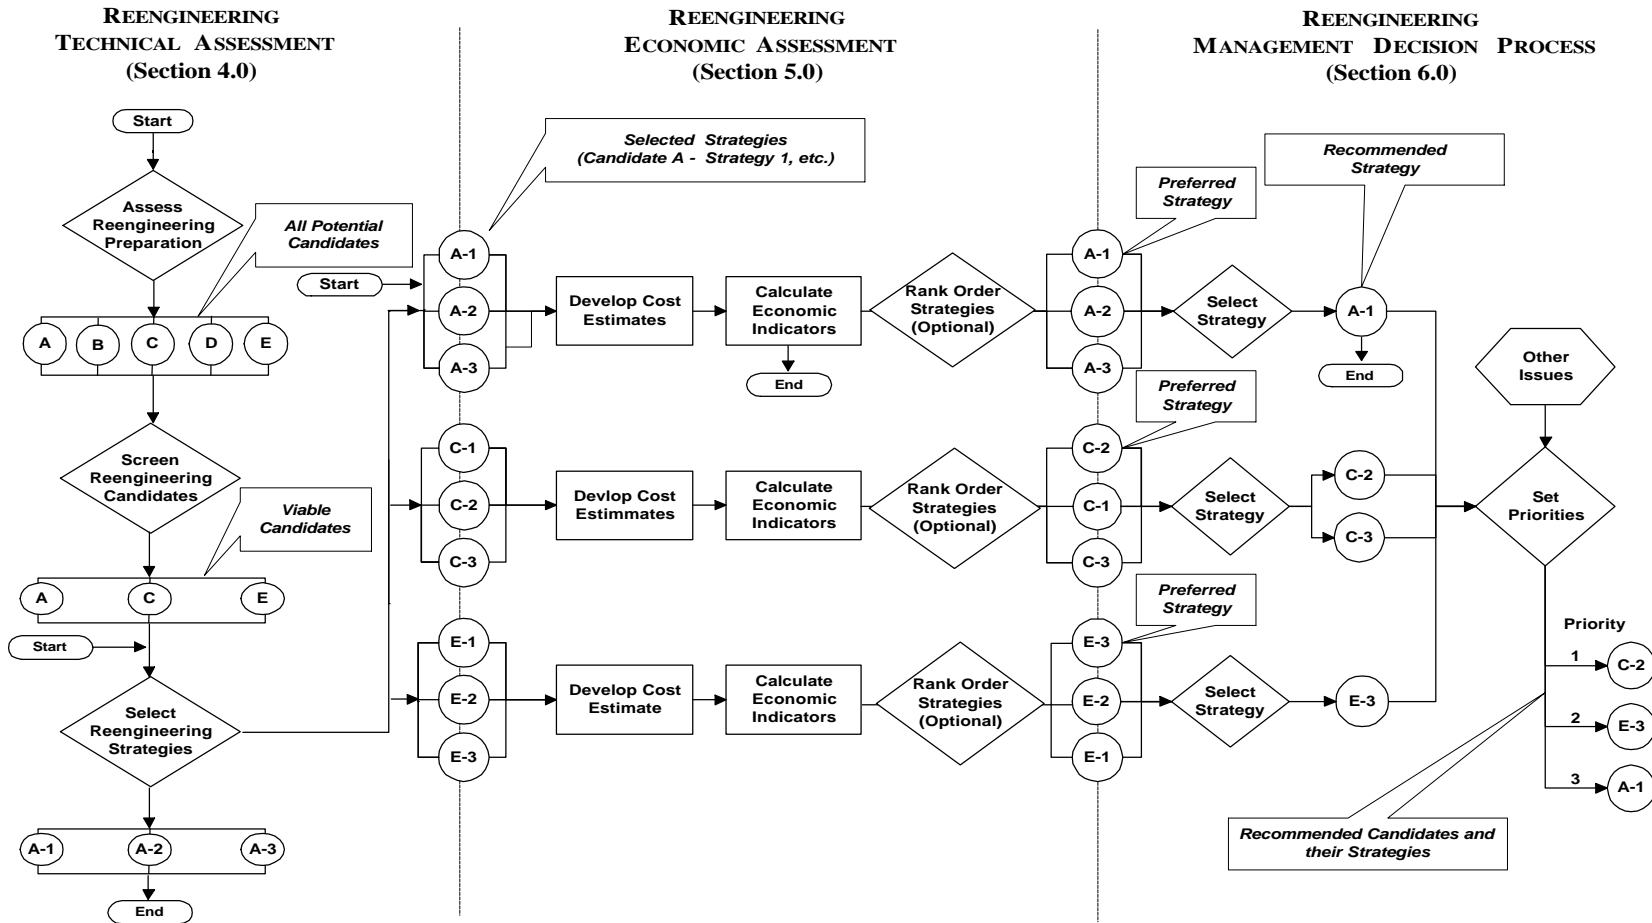 REENGINEERING
TECHNICAL ASSESSMENT
(Section 4.0)
Start
Assess
Reengineering
Preparation
All Potential
Candidates
A
B
C
D
E
Screen
Reengineering
Candidates
Viable
Candidates
A
C
E
Start
Select
Reengineering
Strategies
A-1
A-2
A-3
End
REENGINEERING
ECONOMIC ASSESSMENT
(Section 5.0)
Selected Strategies
(Candidate A - Strategy 1, etc.)
Start
A-1
A-2
A-3
Develop Cost
Estimates
Calculate
Economic
Indicators
End
Rank Order
Strategies
(Optional)
C-1
C-2
C-3
Devlop Cost
Estimmates
Calculate
Economic
Indicators
Rank Order
Strategies
(Optional)
E-1
E-2
E-3
Develop Cost
Estimate
Calculate
Economic
Indicators
Rank Order
Strategies
(Optional)
REENGINEERING
MANAGEMENT DECISION PROCESS
(Section 6.0)
Preferred
Strategy
Recommended
Strategy
A-1
A-2
A-3
Select
Strategy
A-1
End
Preferred
Strategy
C-2
C-1
C-3
Select
Strategy
C-2
C-3
Preferred
Strategy
E-3
E-2
E-1
Select
Strategy
E-3
Other
Issues
Set
Priorities
Priority
1
C-2
2
E-3
3
A-1
Recommended Candidates and
their Strategies